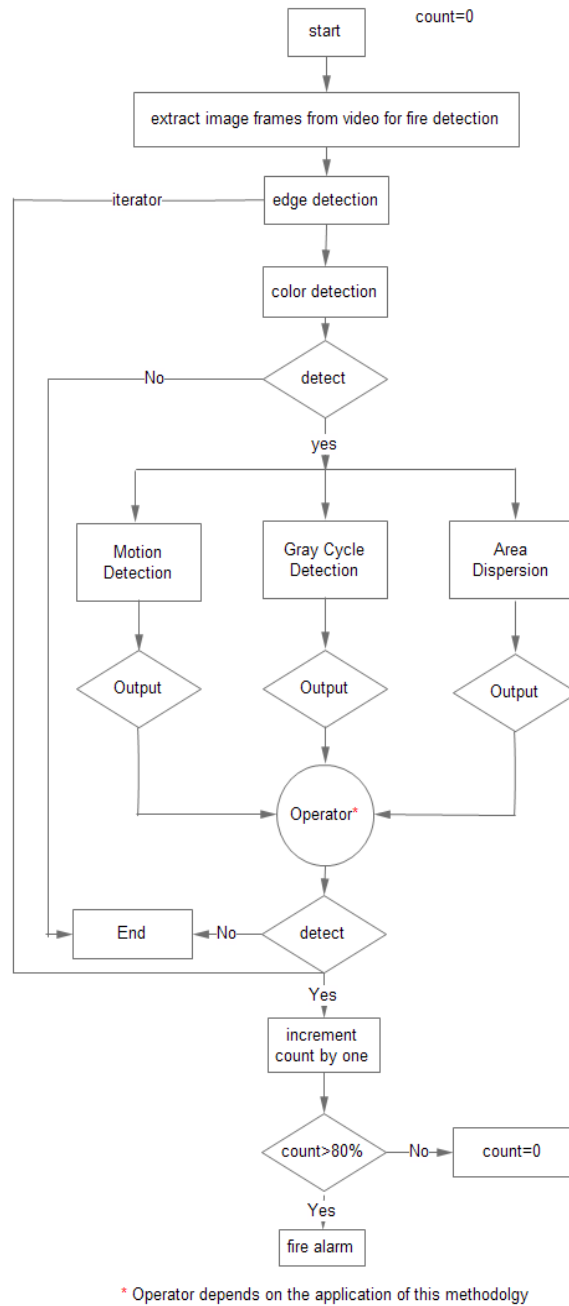 count=0
start
extract image frames from video for fire detection
iterator
edge detection
color detection
No
detect
yes
Motion
Detection
Gray Cycle
Detection
Area
Dispersion
Output
Output
Output
Operator*
End
No
detect
Yes
increment
count by one
count>80%
No
count=0
Yes
fire alarm
* Operator depends on the application of this methodolgy